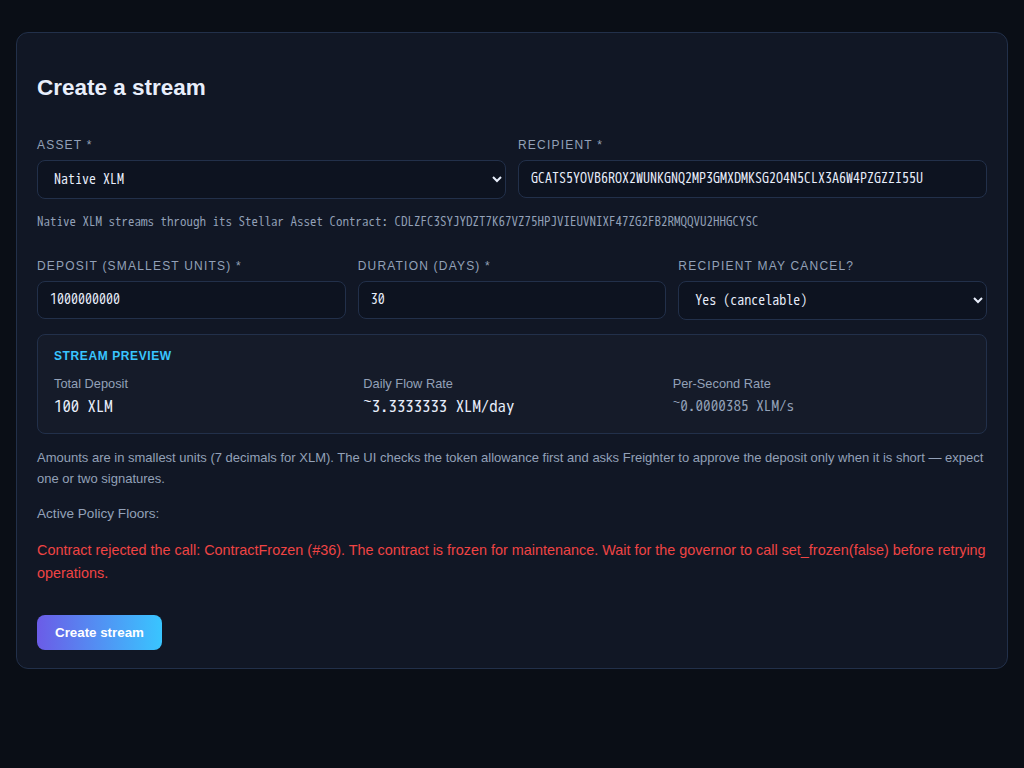 Create a stream
ASSET *
RECIPIENT *
Native XLM
GCATS5YOVB6ROX2WUNKGNQ2MP3GMXDMKSG2O4N5CLX3A6W4PZGZZI55U
Native XLM streams through its Stellar Asset Contract: CDLZFC3SYJYDZT7K67VZ75HPJVIEUVNIXF47ZG2FB2RMQQVU2HHGCYSC
DEPOSIT (SMALLEST UNITS) *
DURATION (DAYS) *
RECIPIENT MAY CANCEL?
1000000000
30
Yes (cancelable)
STREAM PREVIEW
Total Deposit
Daily Flow Rate
Per-Second Rate
100 XLM
~3.3333333 XLM/day
~0.0000385 XLM/s
Amounts are in smallest units (7 decimals for XLM). The UI checks the token allowance first and asks Freighter to approve the deposit only when it is short — expect
one or two signatures.
Active Policy Floors:
Contract rejected the call: ContractFrozen (#36). The contract is frozen for maintenance. Wait for the governor to call set_frozen(false) before retrying
operations.
Create stream